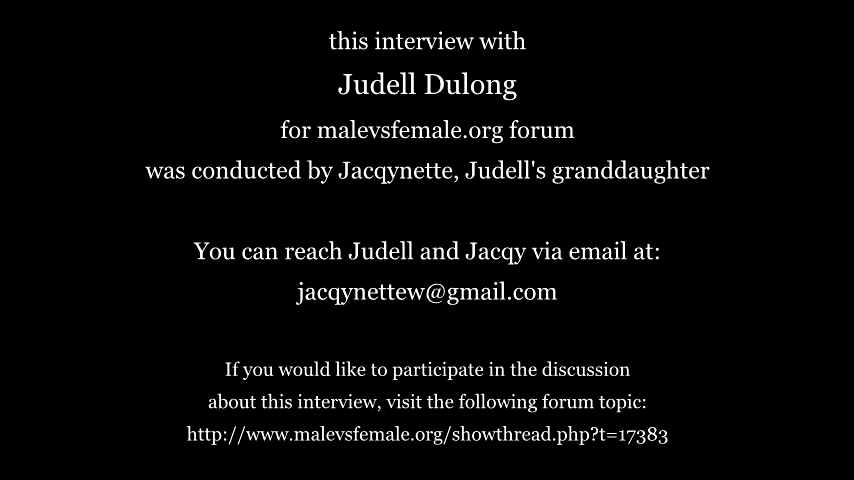 this interview with
Judell Dulong
for malevsfemale.org forum
was conducted by Jacqynette, Judell's granddaughter
You can reach Judell and Jacqy via email at:
jacqynettew@gmail.com
If you would like to participate in the discussion
about this interview, visit the following forum topic:
http://www.malevsfemale.org/showthread.php?t=17383